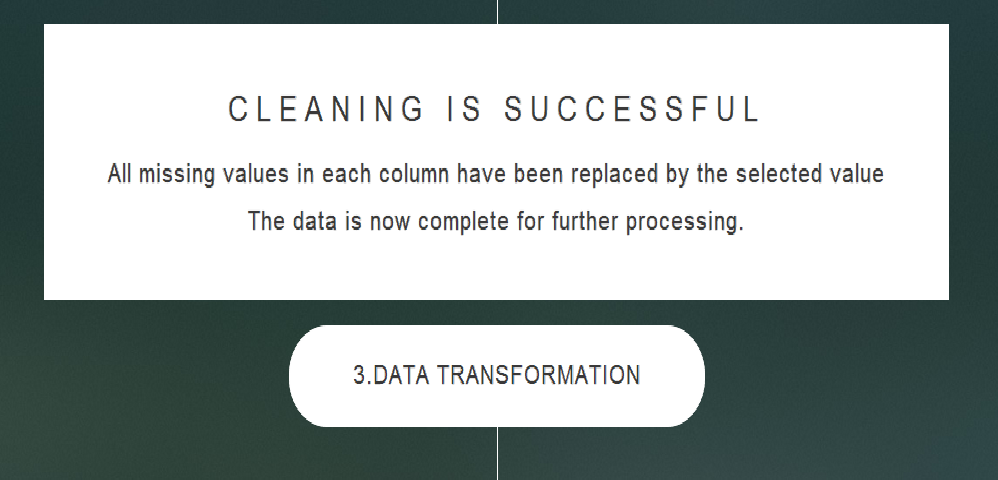 CLEANING IS SUCCESSFUL
All missing values in each column have been replaced by the selected value
The data is now complete for further processing.
3.DATA TRANSFORMATION